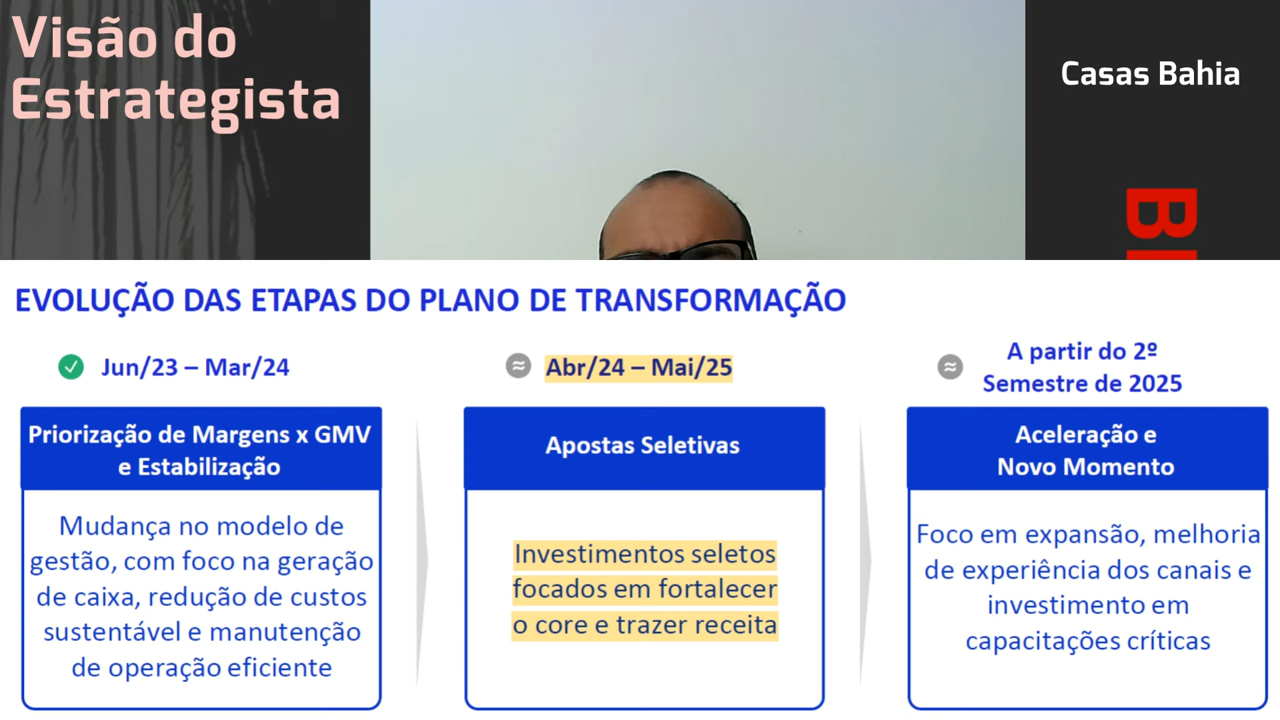 Visão do
Estrategista
Casas Bahia
BI
EVOLUÇÃO DAS ETAPAS DO PLANO DE TRANSFORMAÇÃO
Jun/23 – Mar/24
Priorização de Margens x GMV
e Estabilização
Mudança no modelo de
gestão, com foco na geração
de caixa, redução de custos
sustentável e manutenção
de operação eficiente
Abr/24 – Mai/25
Apostas Seletivas
Investimentos seletos
focados em fortalecer
o core e trazer receita
A partir do 2º
Semestre de 2025
Aceleração e
Novo Momento
Foco em expansão, melhoria
de experiência dos canais e
investimento em
capacitações críticas